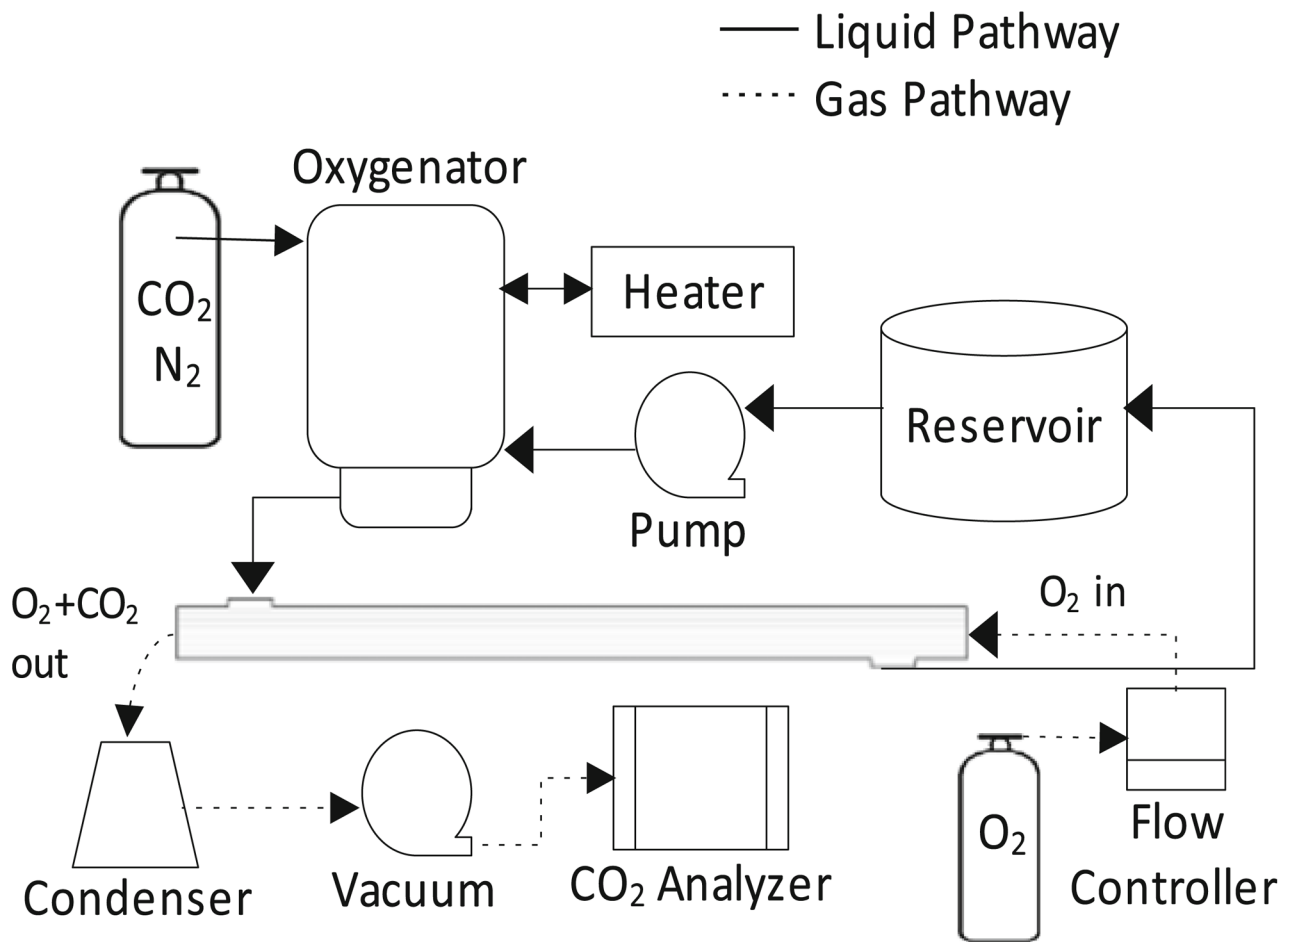 Liquid Pathway
Gas Pathway
Oxygenator
CO₂
N₂
Heater
Reservoir
Pump
O₂+CO₂
out
O₂ in
Condenser
Vacuum
CO₂ Analyzer
O₂
Flow
Controller